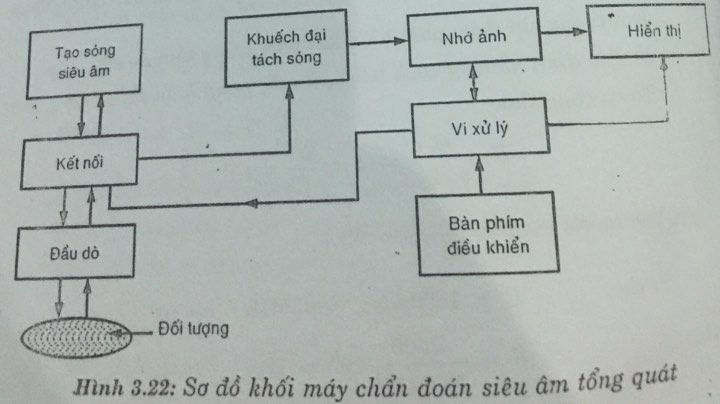 Tạo sóng
siêu âm
Khuếch đại
tách sóng
Nhớ ảnh
Hiển thị
Kết nối
Vi xử lý
Đầu dò
Bàn phím
điều khiển
Đối tượng
Hình 3.22: Sơ đồ khối máy chẩn đoán siêu âm tổng quát